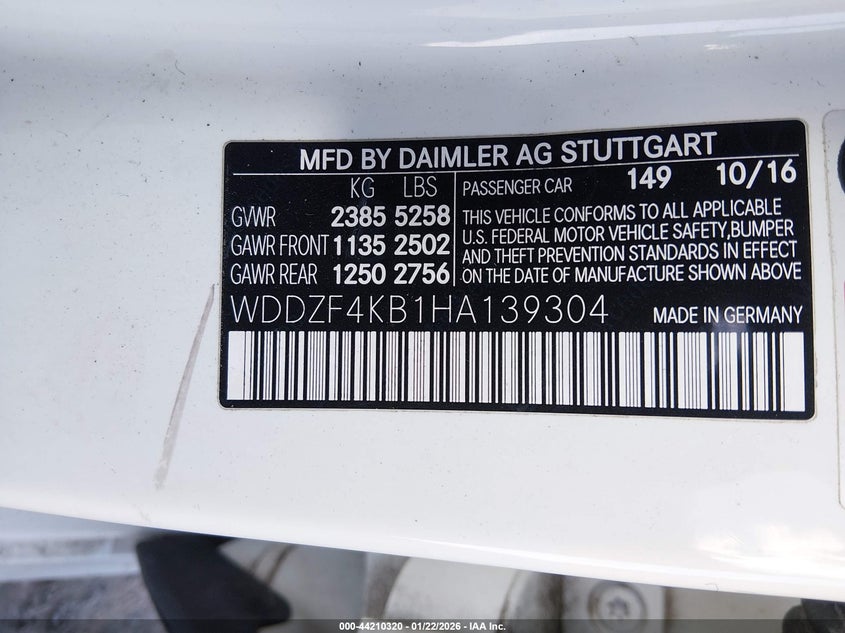 MFD BY DAIMLER AG STUTTGART
KG LBS
GVWR 2385 5258
GAWR FRONT 1135 2502
GAWR REAR 1250 2756
PASSENGER CAR 149 10/16
THIS VEHICLE CONFORMS TO ALL APPLICABLE
U.S. FEDERAL MOTOR VEHICLE SAFETY,BUMPER
AND THEFT PREVENTION STANDARDS IN EFFECT
ON THE DATE OF MANUFACTURE SHOWN ABOVE
WDDZF4KB1HA139304 MADE IN GERMANY
000-44210320 - 01/22/2026 - IAA Inc.